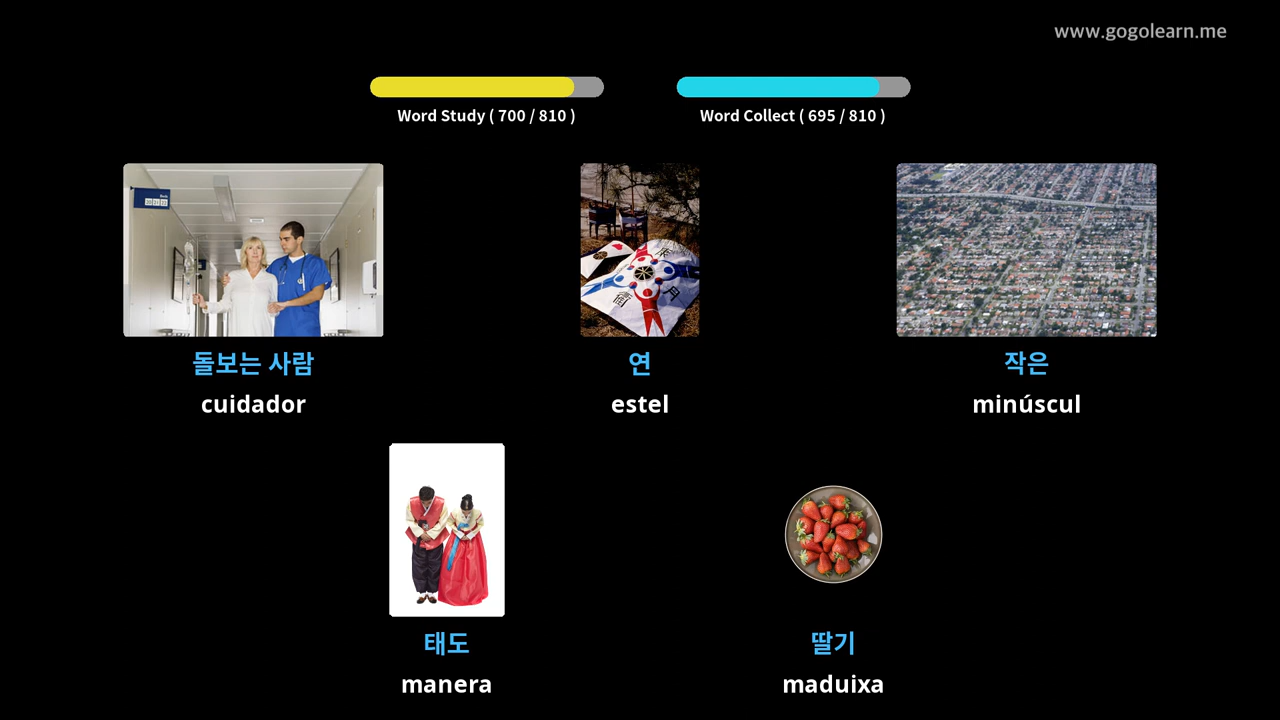 www.gogolearn.me
Word Study ( 700 / 810 )
Word Collect ( 695 / 810 )
돌보는 사람
cuidador
연
estel
작은
minúscul
태도
manera
딸기
maduixa